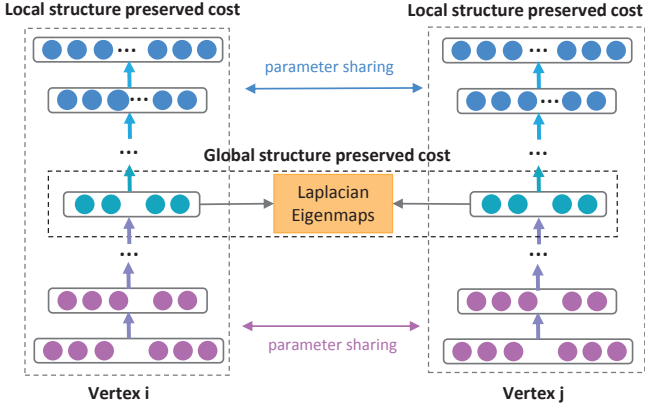 Local structure preserved cost
Local structure preserved cost
...
...
parameter sharing
...
...
...
...
Global structure preserved cost
Laplacian
Eigenmaps
...
...
parameter sharing
Vertex i
Vertex j